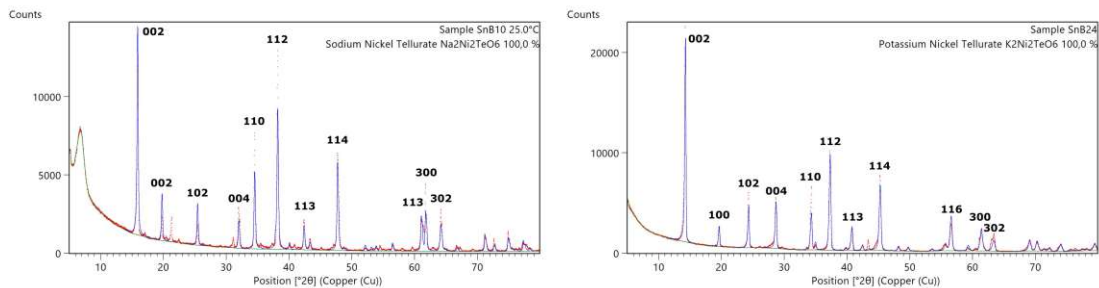 Counts
Sample SnB10 25.0°C
Sodium Nickel Tellurate Na2Ni2TeO6 100,0 %
002
112
110
114
002
102
004
113
300
113
302
10000
5000
0
10 20 30 40 50 60 70
Position [°2θ] (Copper (Cu))
Counts
Sample SnB24
Potassium Nickel Tellurate K2Ni2TeO6 100,0 %
002
112
114
110
102
004
100
113
116
300
302
20000
10000
0
10 20 30 40 50 60 70
Position [°2θ] (Copper (Cu))